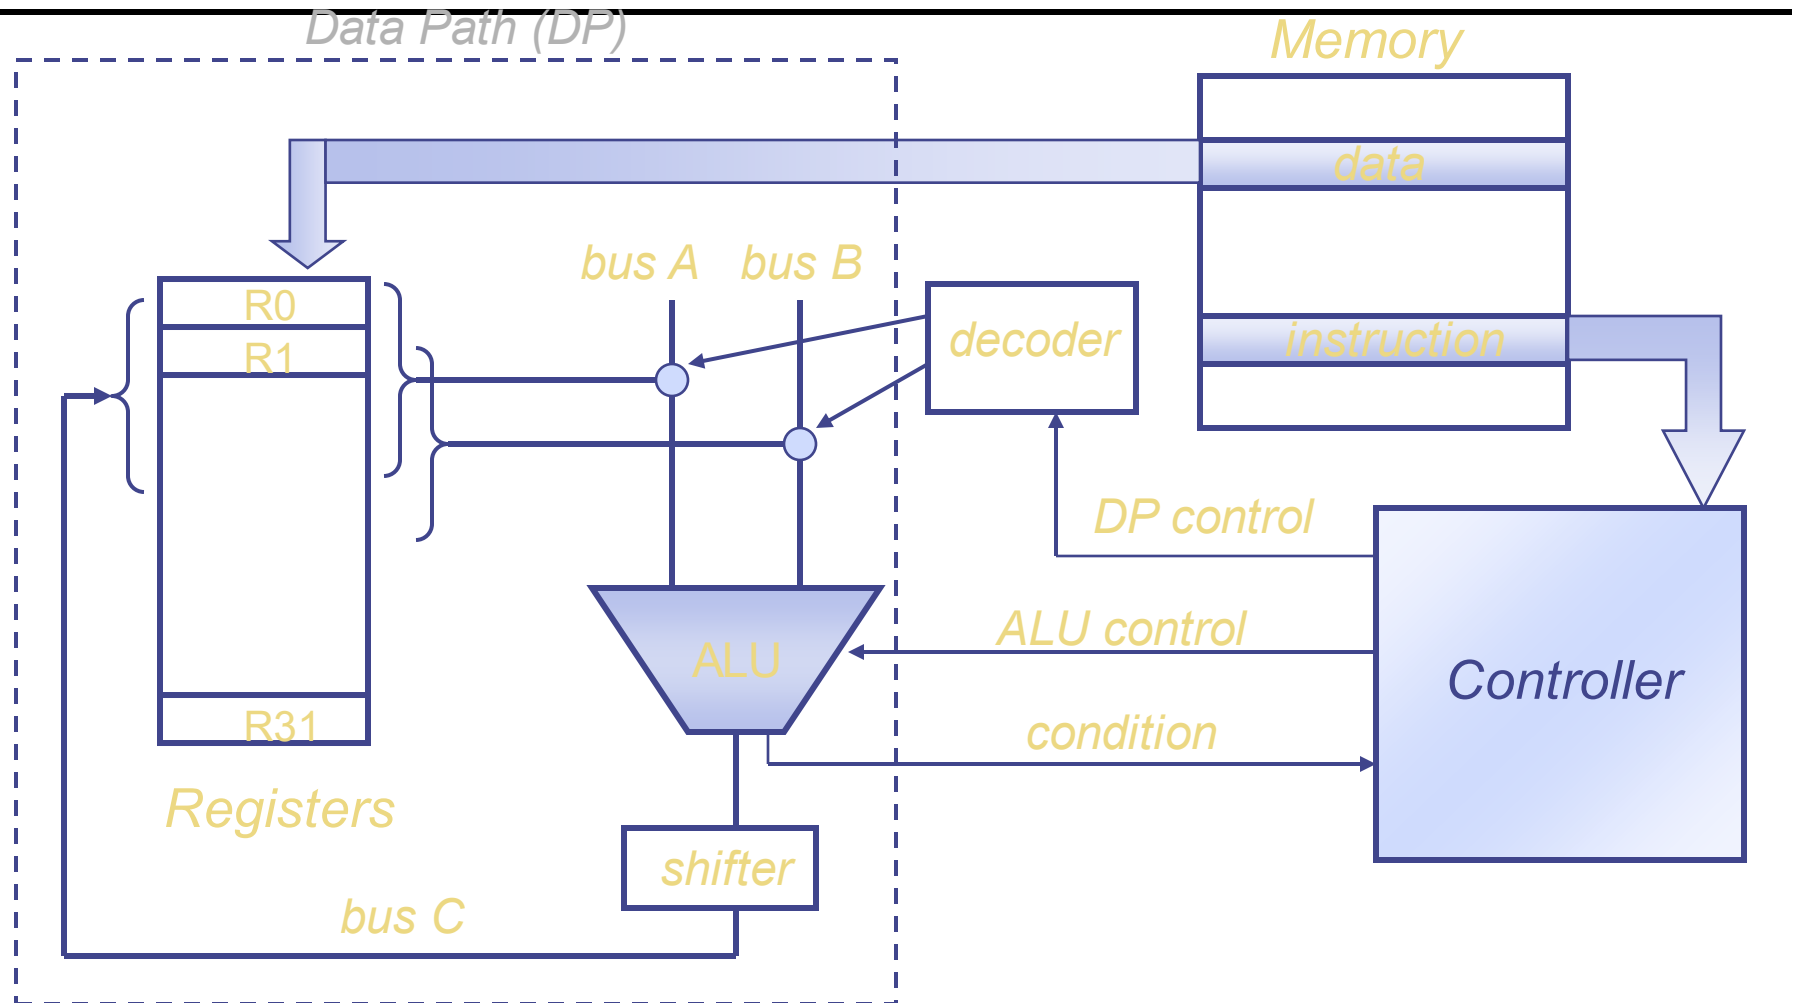 Data Path (DP)
Memory
data
bus A
bus B
R0
decoder
instruction
R1
DP control
ALU control
ALU
Controller
R31
condition
Registers
shifter
bus C